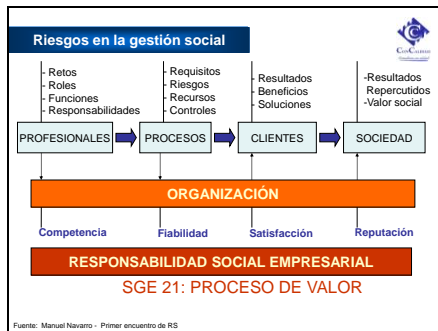 Riesgos en la gestión social
- Retos
- Roles
- Funciones
- Responsabilidades
- Requisitos
- Riesgos
- Recursos
- Controles
- Resultados
- Beneficios
- Soluciones
-Resultados
Repercutidos
-Valor social
PROFESIONALES
PROCESOS
CLIENTES
SOCIEDAD
ORGANIZACIÓN
Competencia
Fiabilidad
Satisfacción
Reputación
RESPONSABILIDAD SOCIAL EMPRESARIAL
SGE 21: PROCESO DE VALOR
Fuente: Manuel Navarro - Primer encuentro de RS